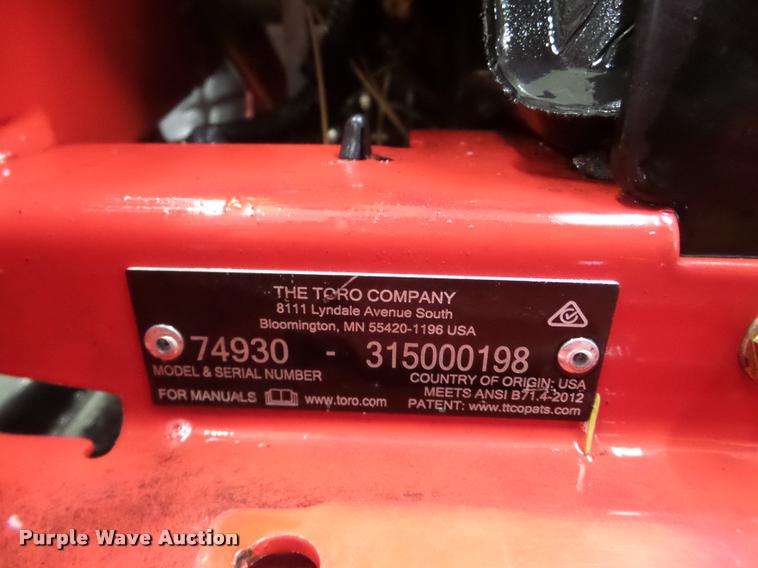 THE TORO COMPANY
8111 Lyndale Avenue South
Bloomington, MN 55420-1196 USA
74930 - 315000198
MODEL & SERIAL NUMBER
COUNTRY OF ORIGIN: USA
MEETS ANSI B71.4-2012
FOR MANUALS www.toro.com
PATENT: www.ttcopats.com
Purple Wave Auction